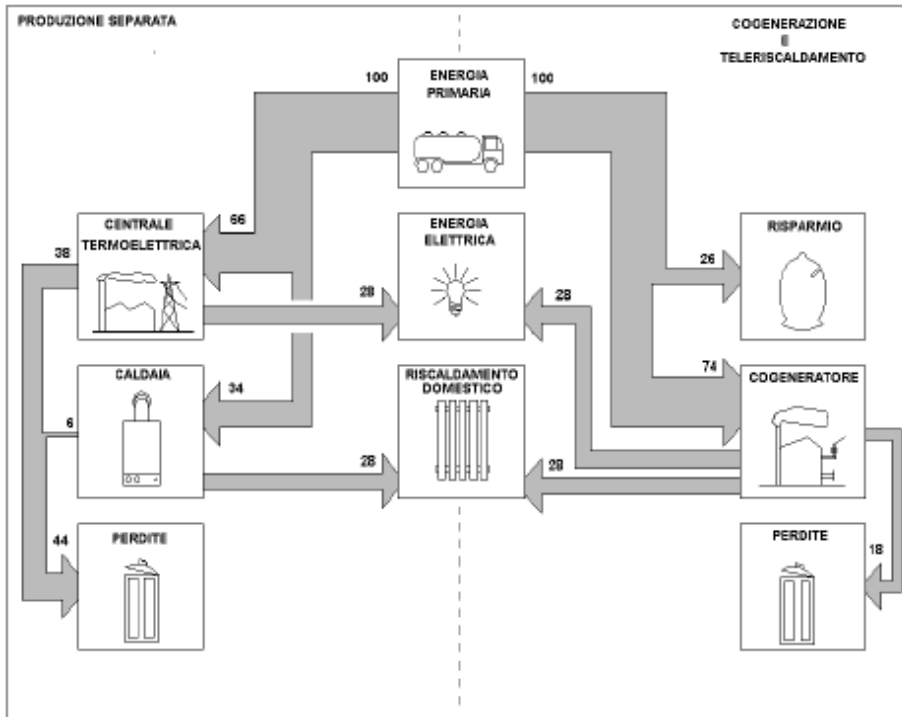 PRODUZIONE SEPARATA
COGENERAZIONE
E
TELERISCALDAMENTO
100
ENERGIA
PRIMARIA
100
66
CENTRALE
TERMOELETTRICA
38
28
ENERGIA
ELETTRICA
28
26
RISPARMIO
CALDAIA
34
6
28
RISCALDAMENTO
DOMESTICO
28
74
COGENERATORE
44
PERDITE
PERDITE
18